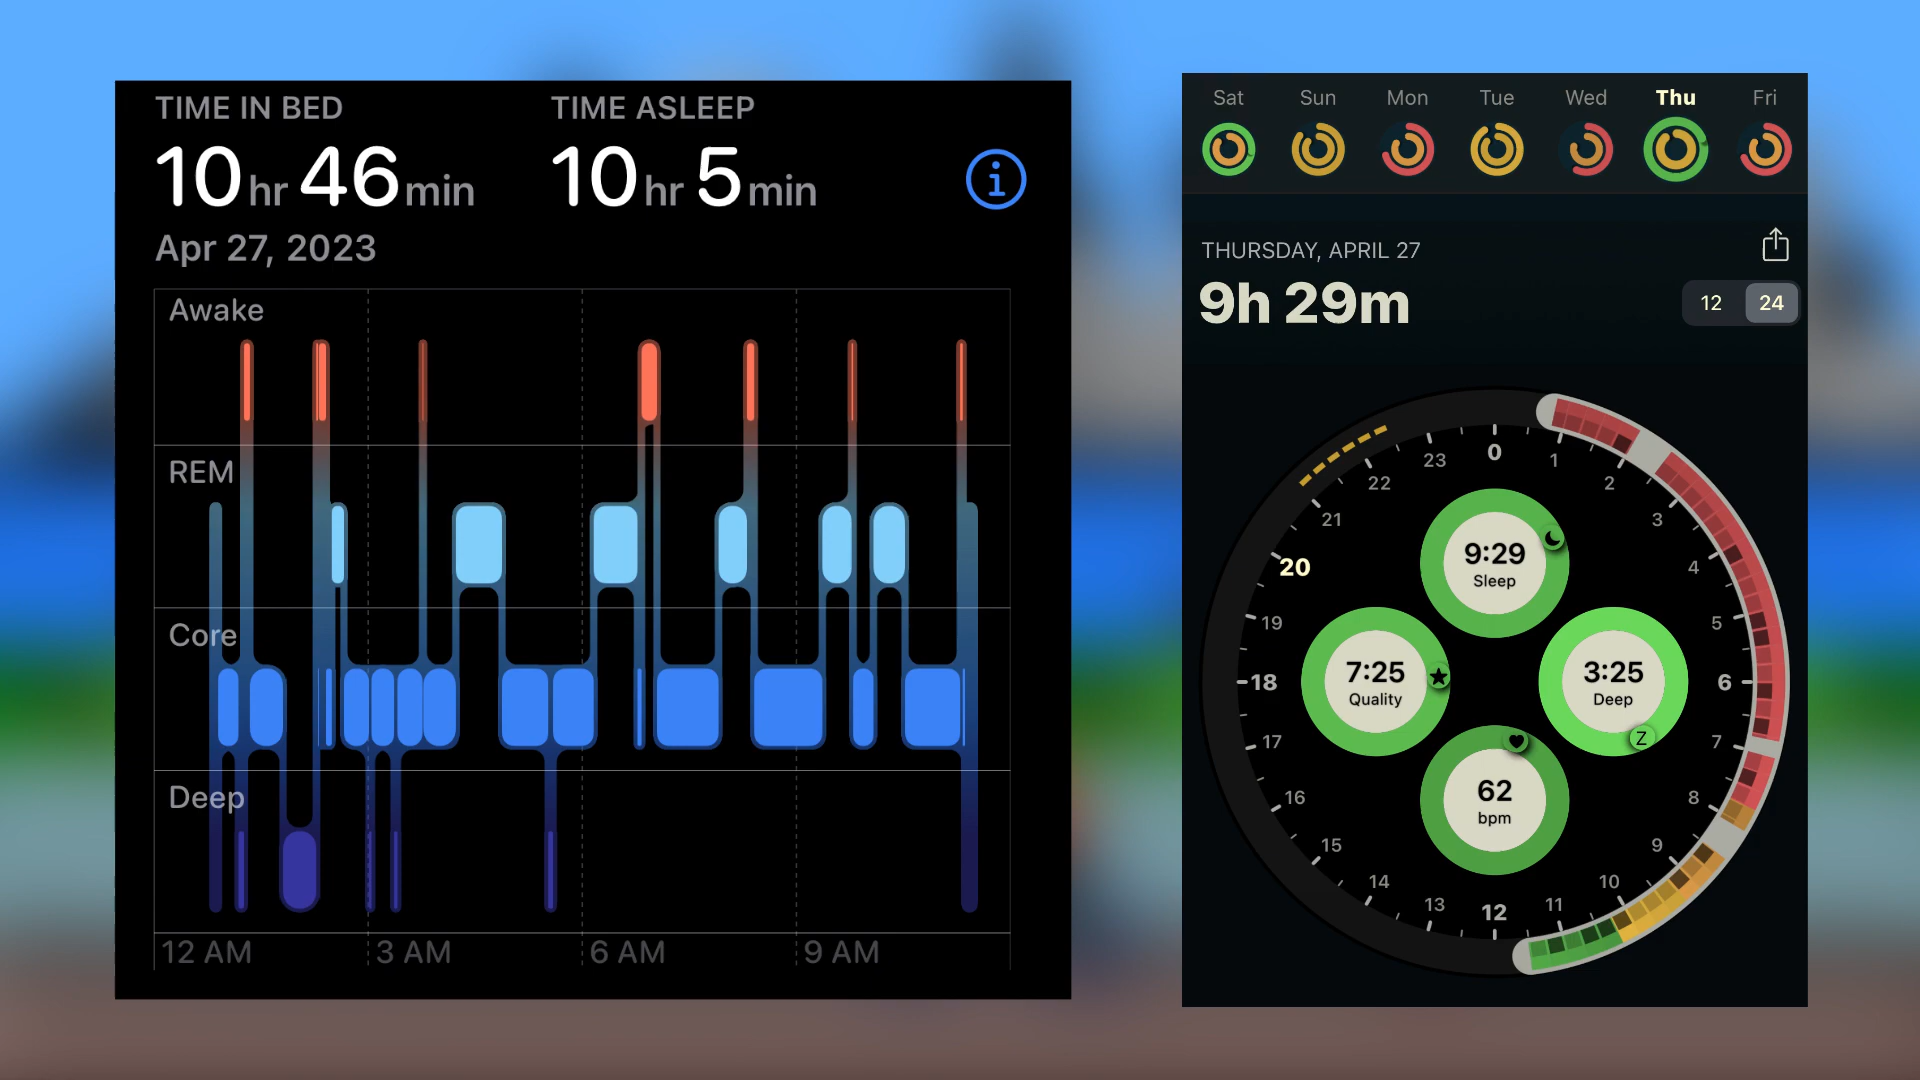 TIME IN BED
10 hr 46 min
TIME ASLEEP
10 hr 5 min
Apr 27, 2023
Awake
REM
Core
Deep
12 AM 3 AM 6 AM 9 AM
Sat Sun Mon Tue Wed Thu Fri
THURSDAY, APRIL 27
9h 29m
12 24
0
1
2
3
4
5
6
7
8
9
10
11
12
13
14
15
16
17
18
19
20
21
22
23
9:29
Sleep
7:25
Quality
3:25
Deep
Z
62
bpm